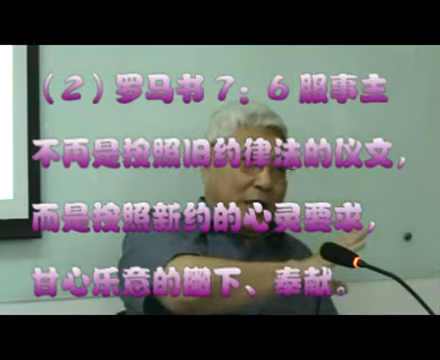 （2）罗马书 7：6 服事主
不再是按照旧约律法的仪文，
而是按照新约的心灵要求，
甘心乐意的撇下、奉献。